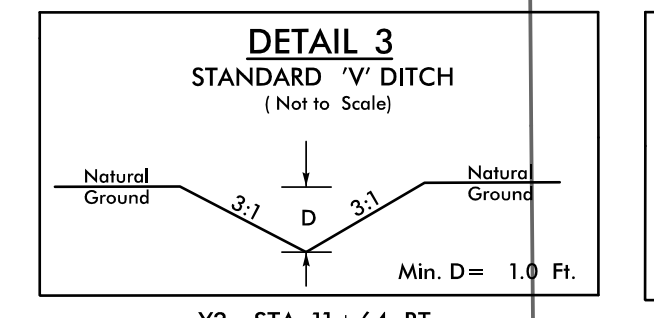 DETAIL 3
STANDARD 'V' DITCH
( Not to Scale)
Natural
Ground
3:1
D
3:1
Natural
Ground
Min. D= 1.0 Ft.